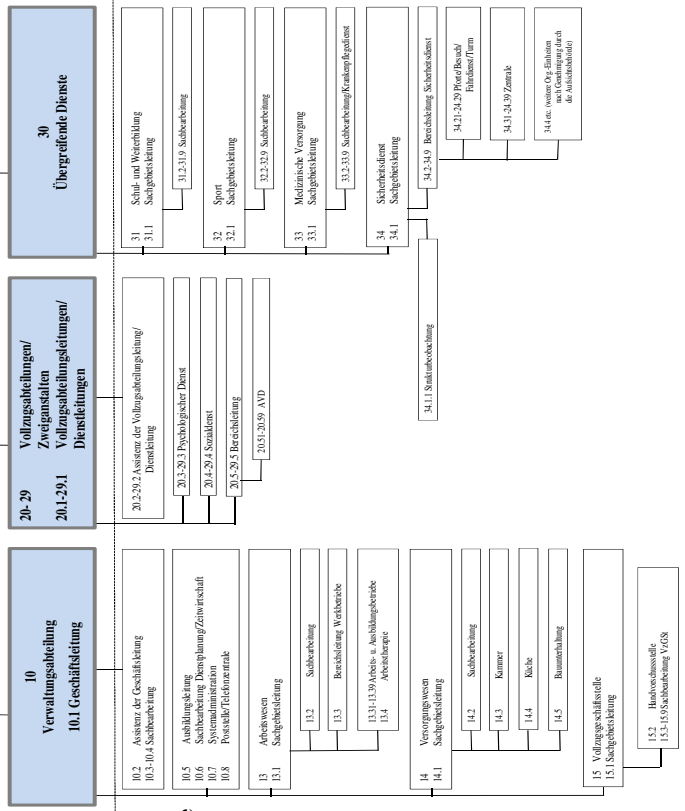 10
Verwaltungsabteilung
10.1 Geschäftsleitung
10.2 Assistenz der Geschäftsleitung
10.3-10.4 Sachbearbeitung
10.5 Ausbildungsleitung
10.6 Sachbearbeitung Dienstplanung/Zeitwirtschaft
10.7 Systemadministration
10.8 Poststelle/Telefonzentrale
13 Arbeitswesen
13.1 Sachgebietsleitung
13.2 Sachbearbeitung
13.3 Bereichsleitung Werkbetriebe
13.31-13.39 Arbeits- u. Ausbildungsbetriebe
13.4 Arbeitstherapie
14 Versorgungswesen
14.1 Sachgebietsleitung
14.2 Sachbearbeitung
14.3 Kammer
14.4 Küche
14.5 Bauunterhaltung
15 Vollzugsgeschäftsstelle
15.1 Sachgebietsleitung
15.2 Handvorschussstelle
15.3-15.9 Sachbearbeitung VzGSt
20- 29 Vollzugsabteilungen/
Zweiganstalten
20.1-29.1 Vollzugsabteilungsleitungen/
Dienstleitungen
20.2-29.2 Assistenz der Vollzugsabteilungsleitung/
Dienstleitung
20.3-29.3 Psychologischer Dienst
20.4-29.4 Sozialdenst
20.5-29.5 Bereichsleitung
20.51-20.59 AVD
30
Übergreifende Dienste
31 Schul- und Weiterbildung
31.1 Sachgebietsleitung
31.2-31.9 Sachbearbeitung
32 Sport
32.1 Sachgebietsleitung
32.2-32.9 Sachbearbeitung
33 Medizinische Versorgung
33.1 Sachgebietsleitung
33.2-33.9 Sachbearbeitung/Krankenpflegedienst
34 Sicherheitsdienst
34.1 Sachgebietsleitung
34.1.1 Strukturbeobachtung
34.2-34.9 Bereichsleitung Sicherheitsdienst
34.21-24.29 Pforte/Besuch/
Fahrdienst/Turm
34.31-24.39 Zentrale
34.4 etc. (weitere Org.-Einheiten
nach Genehmigung durch
die Aufsichtsbehörde)